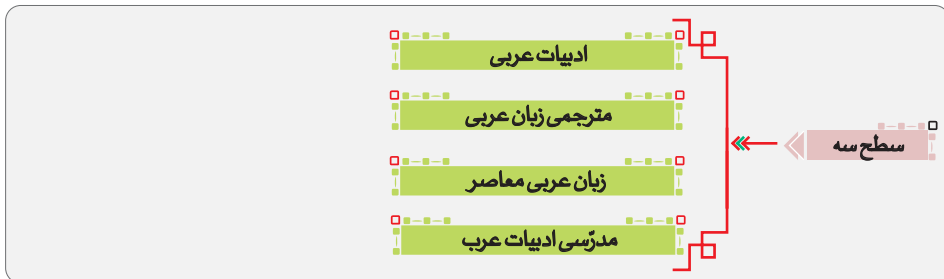 سطح سه
ادبیات عربی
مترجمی زبان عربی
زبان عربی معاصر
مدرّسی ادبیات عرب